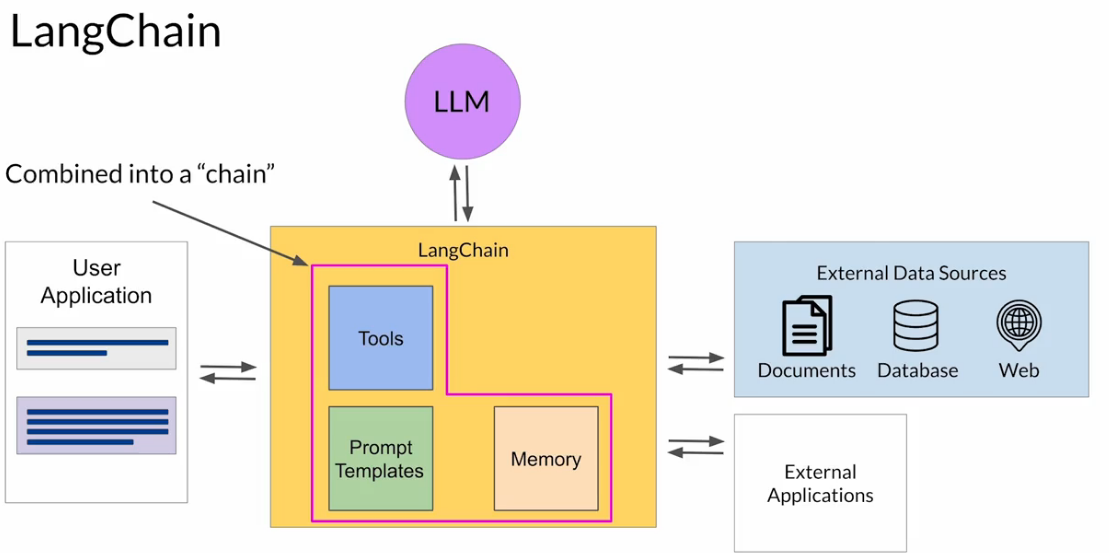 LangChain
LLM
Combined into a “chain”
User
Application
LangChain
Tools
Prompt
Templates
Memory
External Data Sources
Documents
Database
Web
External
Applications